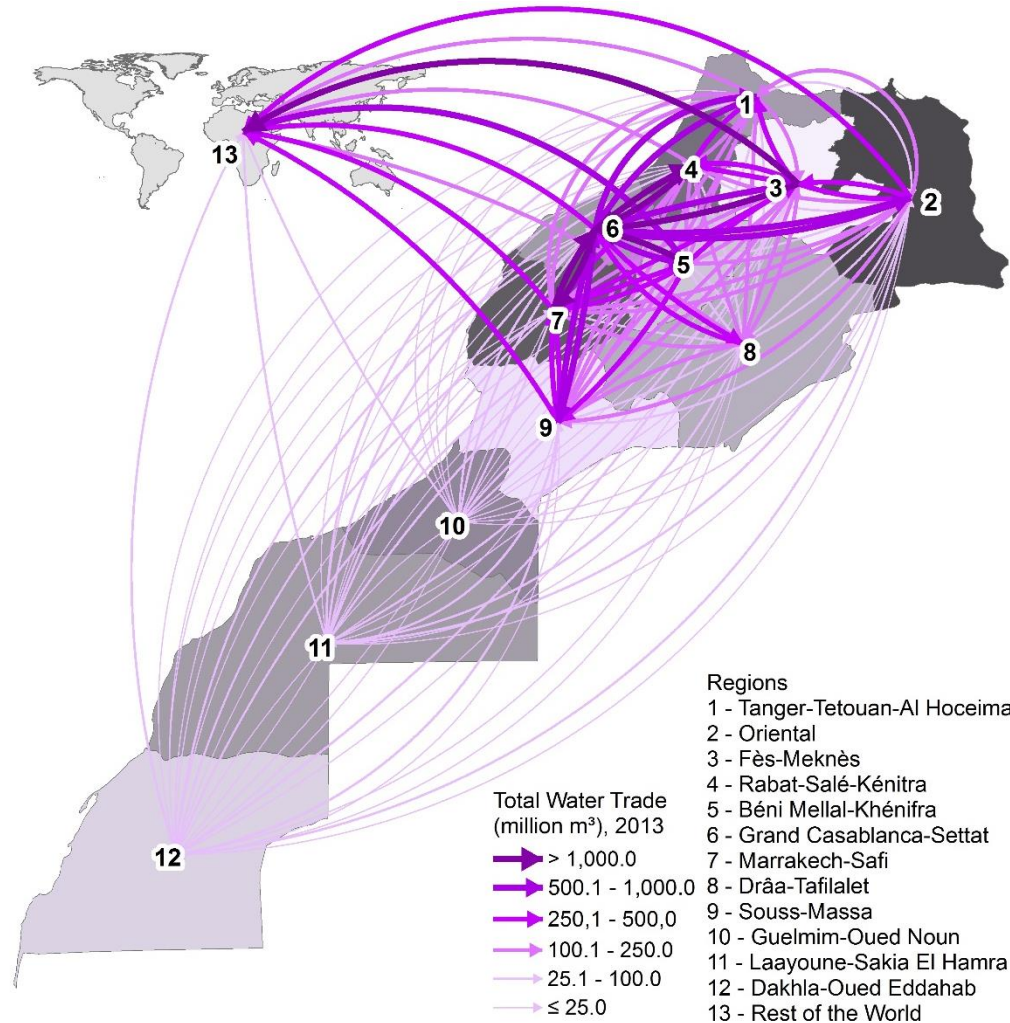 1
13
4
3
2
6
5
7
8
9
10
11
12
Regions
1 - Tanger-Tetouan-Al Hoceima
2 - Oriental
3 - Fès-Meknès
4 - Rabat-Salé-Kénitra
5 - Béni Mellal-Khénifra
6 - Grand Casablanca-Settat
7 - Marrakech-Safi
8 - Drâa-Tafilalet
9 - Souss-Massa
10 - Guelmim-Oued Noun
11 - Laayoune-Sakia El Hamra
12 - Dakhla-Oued Eddahab
13 - Rest of the World
Total Water Trade
(million m³), 2013
> 1,000.0
500.1 - 1,000.0
250,1 - 500,0
100.1 - 250.0
25.1 - 100.0
≤ 25.0